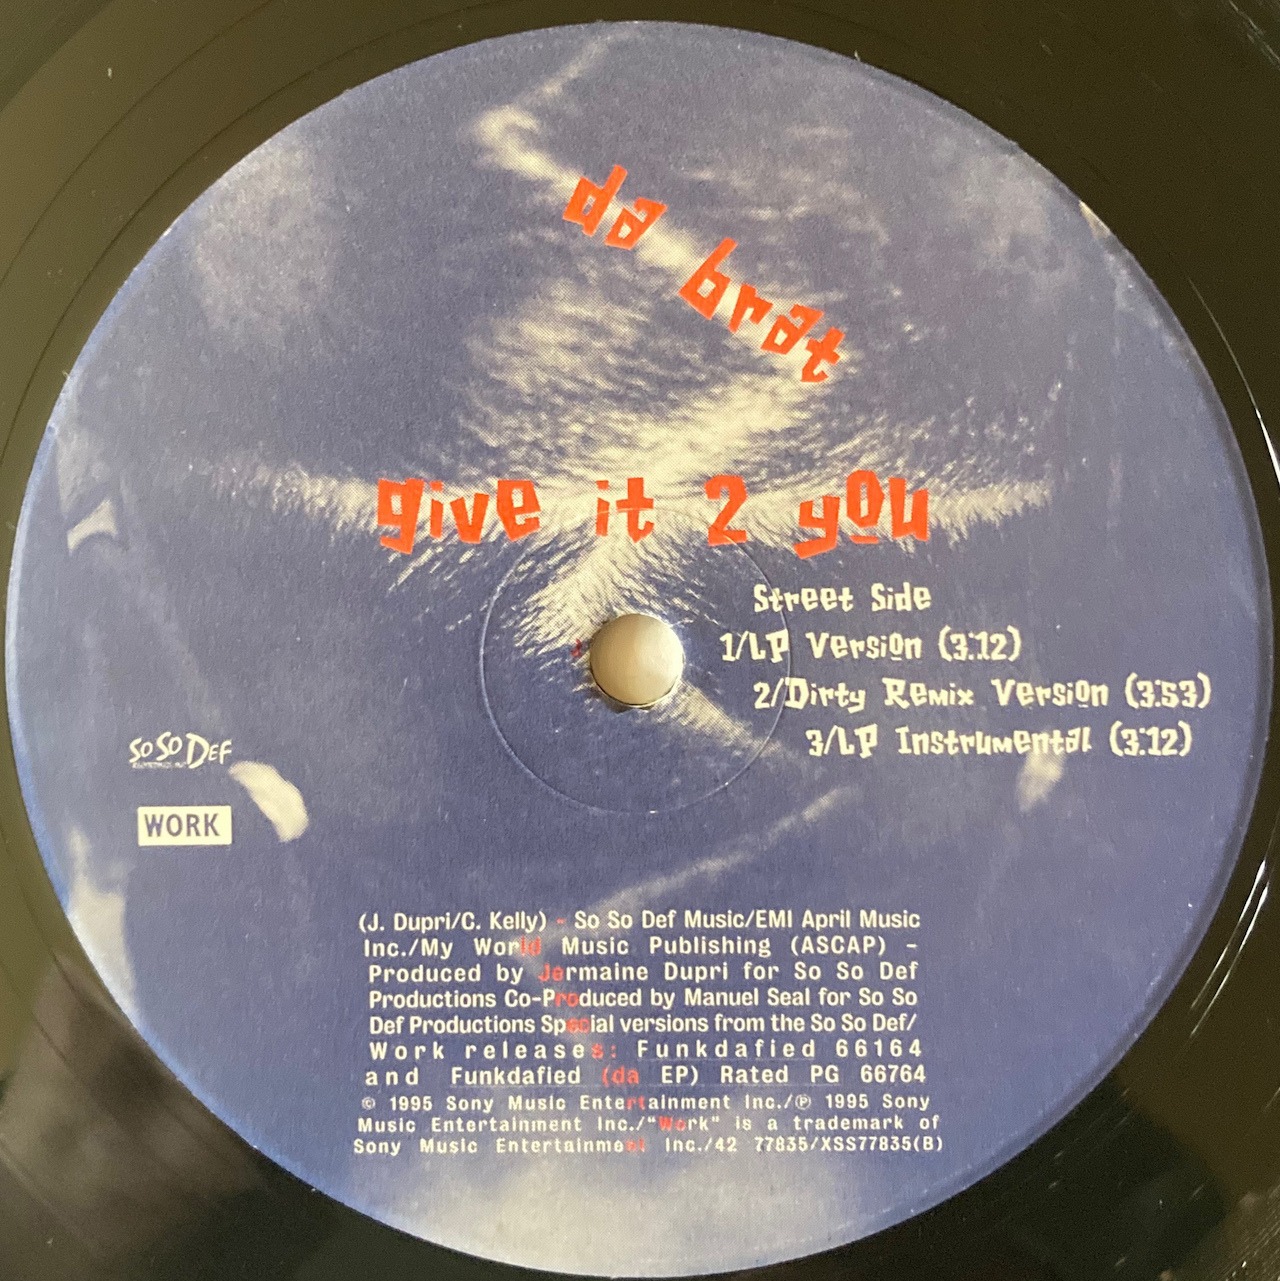 da brat
give it 2 you
Street Side
1/LP Version (3:12)
2/Dirty Remix Version (3:53)
3/LP Instrumental (3:12)
So So Def
WORK
(J. Dupri/C. Kelly) - So So Def Music/EMI April Music
Inc./My World Music Publishing (ASCAP) –
Produced by Jermaine Dupri for So So Def
Productions Co-Produced by Manuel Seal for So So
Def Productions Special versions from the So So Def/
Work releases: Funkdafied 66164
and Funkdafied (da EP) Rated PG 66764
© 1995 Sony Music Entertainment Inc./℗ 1995 Sony
Music Entertainment Inc./“Work” is a trademark of
Sony Music Entertainment Inc./42 77835/XSS77835(B)